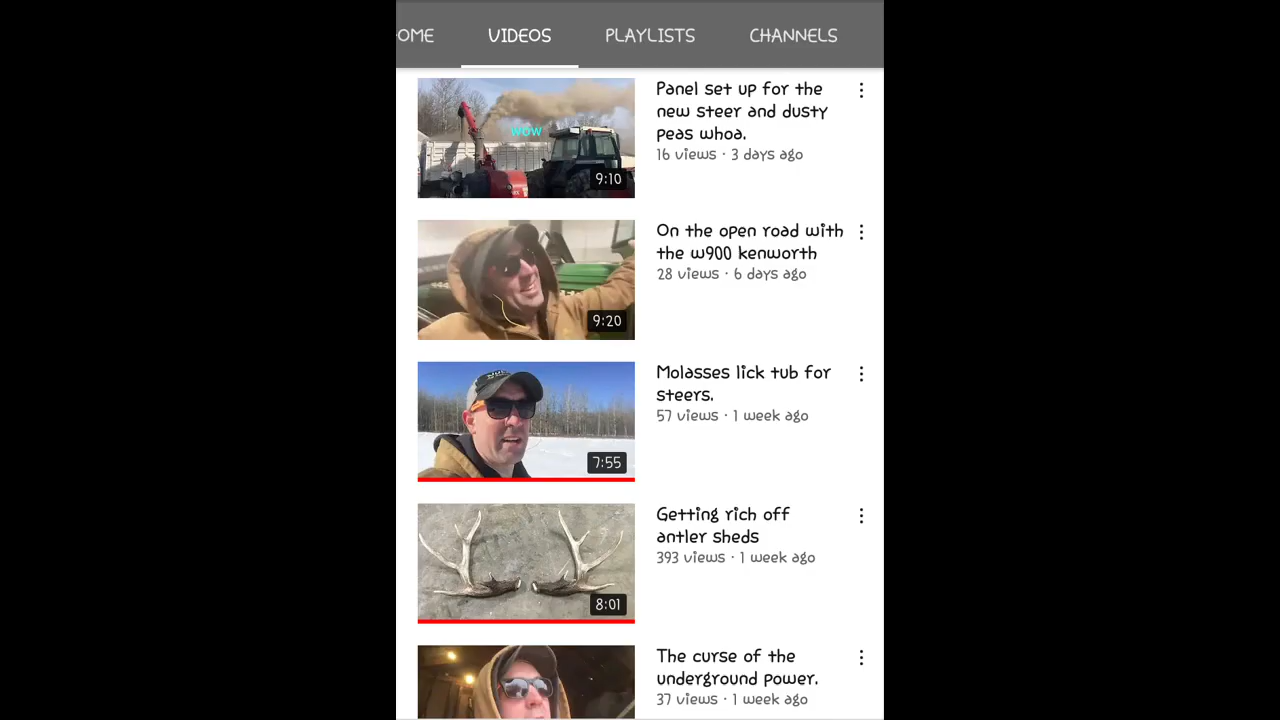 OME VIDEOS PLAYLISTS CHANNELS
wow
9:10
Panel set up for the
new steer and dusty
peas whoa.
16 views · 3 days ago
9:20
On the open road with
the w900 kenworth
28 views · 6 days ago
7:55
Molasses lick tub for
steers.
57 views · 1 week ago
8:01
Getting rich off
antler sheds
393 views · 1 week ago
The curse of the
underground power.
37 views · 1 week ago